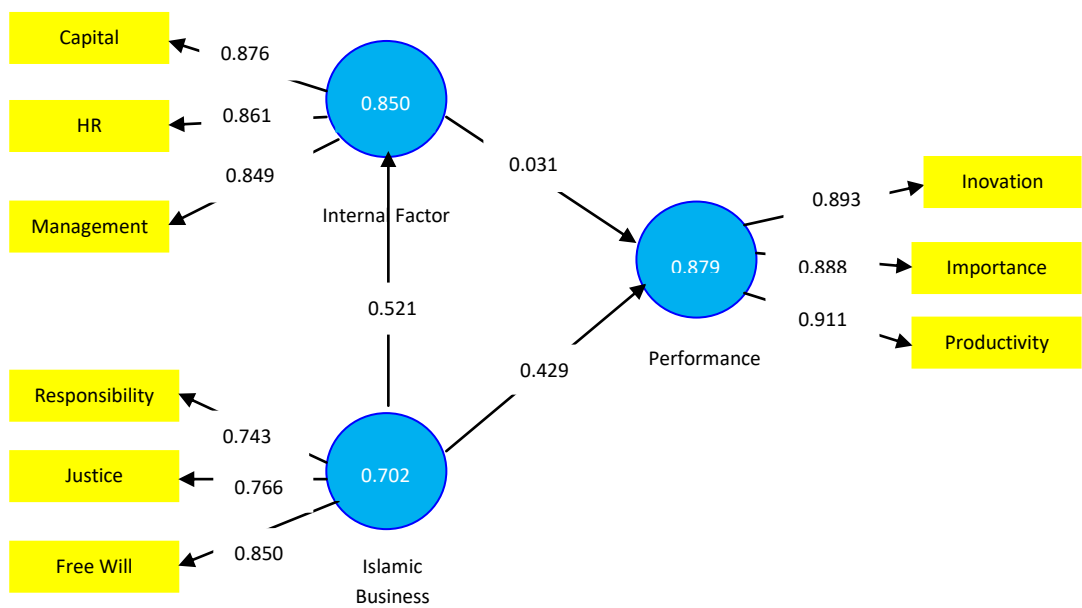 Capital
0.876
0.850
HR
0.861
0.849
Management
Internal Factor
0.031
Inovation
0.893
0.879
0.888
Importance
0.911
Productivity
Performance
0.521
0.429
Responsibility
0.743
Justice
0.766
0.702
0.850
Free Will
Islamic
Business